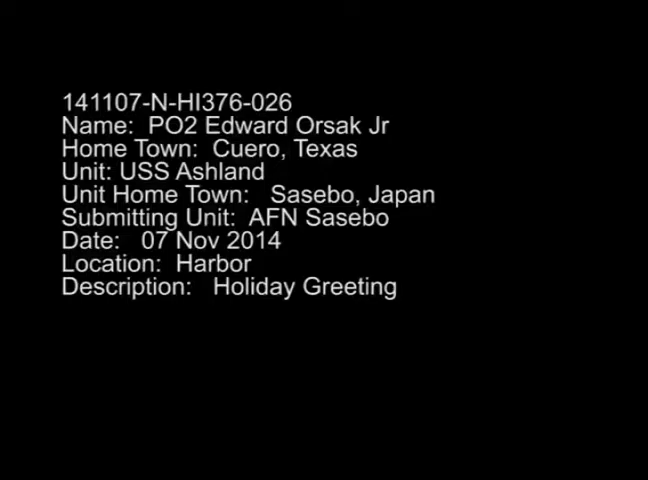 141107-N-HI376-026
Name: PO2 Edward Orsak Jr
Home Town: Cuero, Texas
Unit: USS Ashland
Unit Home Town: Sasebo, Japan
Submitting Unit: AFN Sasebo
Date: 07 Nov 2014
Location: Harbor
Description: Holiday Greeting